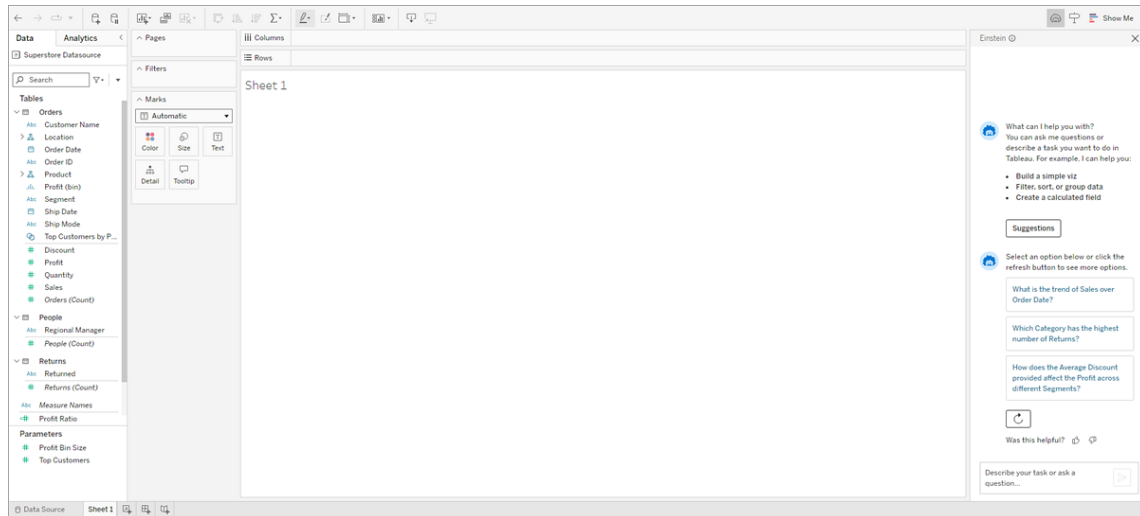 Show Me
Data Analytics
Superstore Datasource
Search
Tables
Orders
Abc Customer Name
Location
Order Date
Abc Order ID
Product
Profit (bin)
Abc Segment
Ship Date
Abc Ship Mode
Top Customers by P...
# Discount
# Profit
# Quantity
# Sales
# Orders (Count)
People
Abc Regional Manager
# People (Count)
Returns
Abc Returned
# Returns (Count)
Abc Measure Names
=# Profit Ratio
Parameters
# Profit Bin Size
# Top Customers
Pages
Filters
Marks
Automatic
Color Size Text
Detail Tooltip
Columns
Rows
Sheet 1
Einstein
What can I help you with?
You can ask me questions or
describe a task you want to do in
Tableau. For example, I can help you:
• Build a simple viz
• Filter, sort, or group data
• Create a calculated field
Suggestions
Select an option below or click the
refresh button to see more options.
What is the trend of Sales over
Order Date?
Which Category has the highest
number of Returns?
How does the Average Discount
provided affect the Profit across
different Segments?
Was this helpful?
Describe your task or ask a
question...
Data Source Sheet 1